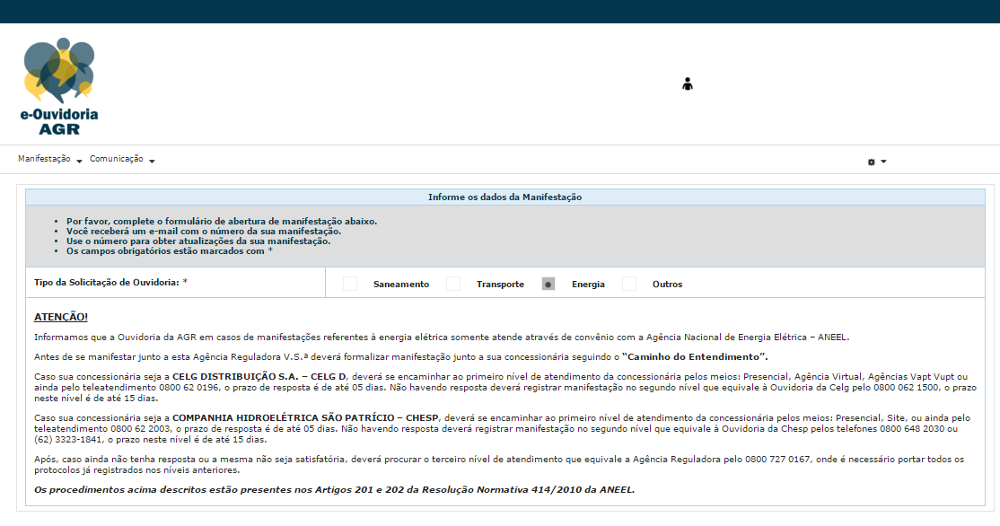 e-Ouvidoria
AGR
Manifestação Comunicação
Informe os dados da Manifestação
• Por favor, complete o formulário de abertura de manifestação abaixo.
• Você receberá um e-mail com o número da sua manifestação.
• Use o número para obter atualizações da sua manifestação.
• Os campos obrigatórios estão marcados com *
Tipo da Solicitação de Ouvidoria: * Saneamento Transporte Energia Outros
ATENÇÃO!
Informamos que a Ouvidoria da AGR em casos de manifestações referentes à energia elétrica somente atende através de convênio com a Agência Nacional de Energia Elétrica – ANEEL.
Antes de se manifestar junto a esta Agência Reguladora V.S.ª deverá formalizar manifestação junto a sua concessionária seguindo o “Caminho do Entendimento”.
Caso sua concessionária seja a CELG DISTRIBUIÇÃO S.A. – CELG D, deverá se encaminhar ao primeiro nível de atendimento da concessionária pelos meios: Presencial, Agência Virtual, Agências Vapt Vupt ou
ainda pelo teleatendimento 0800 62 0196, o prazo de resposta é de até 05 dias. Não havendo resposta deverá registrar manifestação no segundo nível que equivale à Ouvidoria da Celg pelo 0800 062 1500, o prazo
neste nível é de até 15 dias.
Caso sua concessionária seja a COMPANHIA HIDROELÉTRICA SÃO PATRÍCIO – CHESP, deverá se encaminhar ao primeiro nível de atendimento da concessionária pelos meios: Presencial, Site, ou ainda pelo
teleatendimento 0800 62 2003, o prazo de resposta é de até 05 dias. Não havendo resposta deverá registrar manifestação no segundo nível que equivale à Ouvidoria da Chesp pelos telefones 0800 648 2030 ou
(62) 3323-1841, o prazo neste nível é de até 15 dias.
Após, caso ainda não tenha resposta ou a mesma não seja satisfatória, deverá procurar o terceiro nível de atendimento que equivale a Agência Reguladora pelo 0800 727 0167, onde é necessário portar todos os
protocolos já registrados nos níveis anteriores.
Os procedimentos acima descritos estão presentes nos Artigos 201 e 202 da Resolução Normativa 414/2010 da ANEEL.